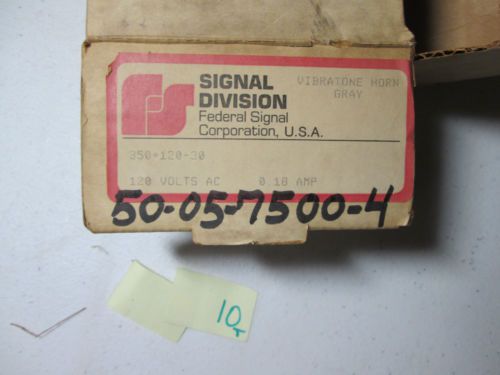 SIGNAL
DIVISION
Federal Signal
Corporation, U.S.A.
VIBRATONE HORN
GRAY
350-120-30
120 VOLTS AC 0.18 AMP
50-05-7500-4
10
T